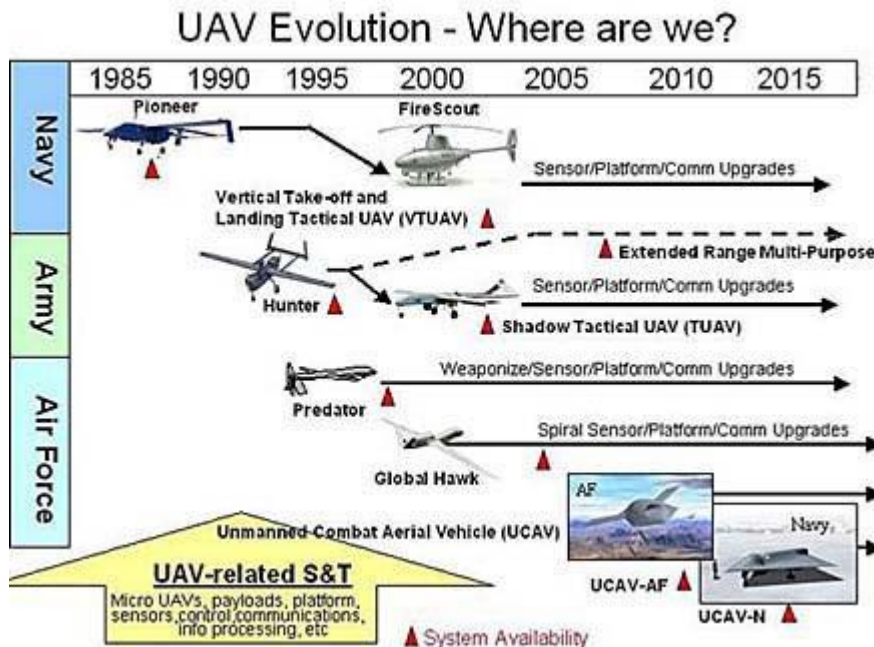 UAV Evolution - Where are we?
1985 1990 1995 2000 2005 2010 2015
Navy
Pioneer
FireScout
Sensor/Platform/Comm Upgrades
Vertical Take-off and
Landing Tactical UAV (VTUAV)
Army
Extended Range Multi-Purpose
Hunter
Sensor/Platform/Comm Upgrades
Shadow Tactical UAV (TUAV)
Air Force
Weaponize/Sensor/Platform/Comm Upgrades
Predator
Spiral Sensor/Platform/Comm Upgrades
Global Hawk
AF
Unmanned Combat Aerial Vehicle (UCAV)
Navy
UCAV-AF
UCAV-N
UAV-related S&T
Micro UAVs, payloads, platform,
sensors,control,communications,
info processing, etc
System Availability